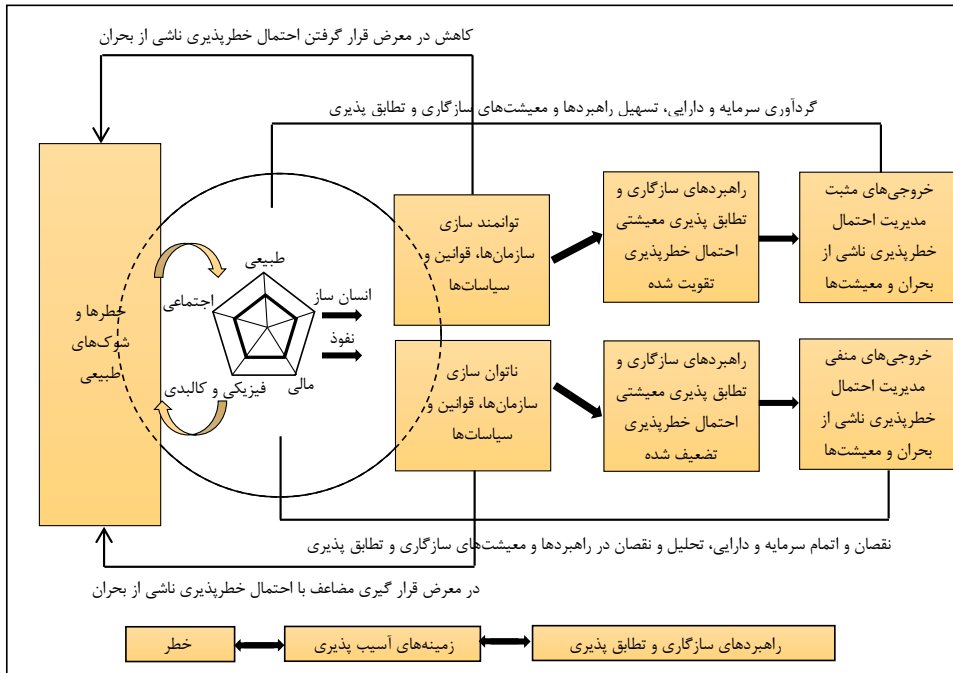 کاهش در معرض قرار گرفتن احتمال خطرپذیری ناشی از بحران
گردآوری سرمایه و دارایی، تسهیل راهبردها و معیشت‌های سازگاری و تطابق پذیری
خروجی‌های مثبت
مدیریت احتمال
خطرپذیری ناشی از
بحران و معیشت‌ها
راهبردهای سازگاری و
تطابق پذیری معیشتی
احتمال خطرپذیری
تقویت شده
توانمند سازی
سازمان‌ها، قوانین و
سیاسات‌ها
طبیعی
انسان ساز
اجتماعی
نفوذ
مالی
فیزیکی و کالبدی
خطرها و
شوک‌های
طبیعی
ناتوان سازی
سازمان‌ها، قوانین و
سیاسات‌ها
راهبردهای سازگاری و
تطابق پذیری معیشتی
احتمال خطرپذیری
تضعیف شده
خروجی‌های منفی
مدیریت احتمال
خطرپذیری ناشی از
بحران و معیشت‌ها
نقصان و اتمام سرمایه و دارایی، تحلیل و نقصان در راهبردها و معیشت‌های سازگاری و تطابق پذیری
در معرض قرار گیری مضاعف با احتمال خطرپذیری ناشی از بحران
راهبردهای سازگاری و تطابق پذیری
زمینه‌های آسیب پذیری
خطر